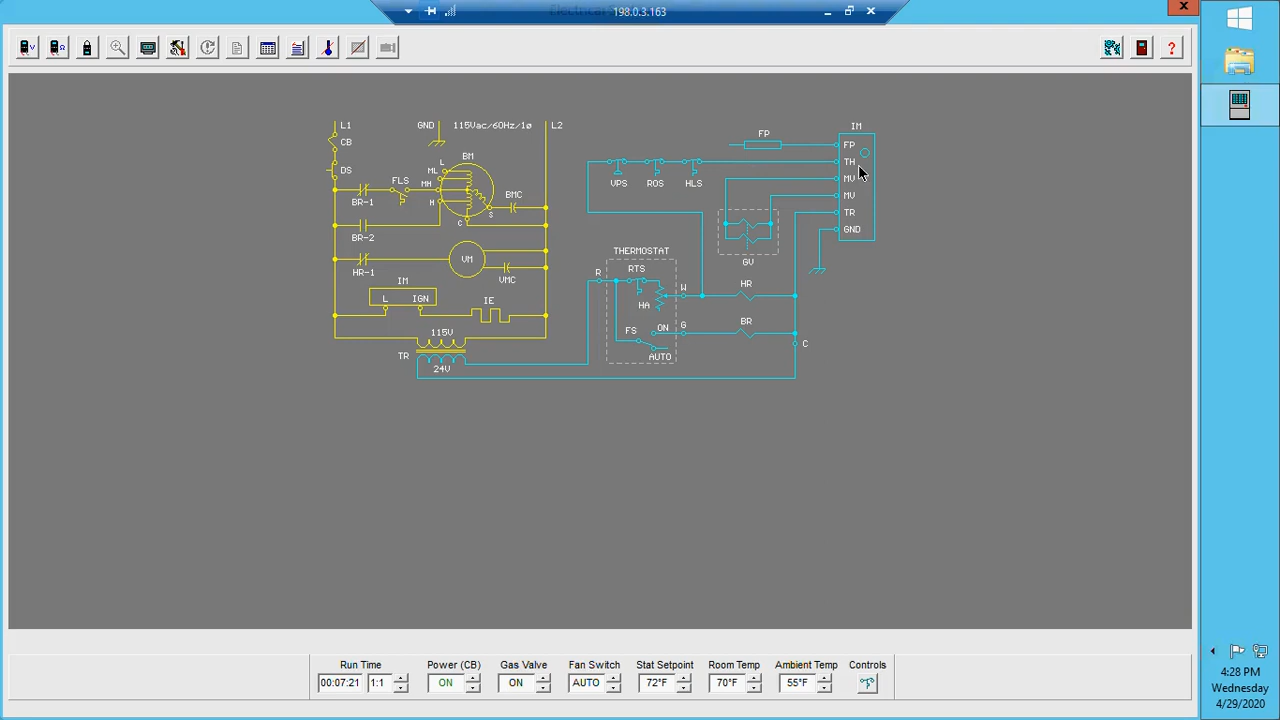 Electrical
198.0.3.163
L1
GND
115Vac/60Hz/1ø
L2
CB
DS
BM
L
ML
MH
H
C
S
FLS
BMC
BR-1
BR-2
VM
VMC
HR-1
IM
L
IGN
IE
115V
TR
24V
FP
VPS
ROS
HLS
IM
FP
TH
MV
MV
TR
GND
GV
THERMOSTAT
R
RTS
HA
W
HR
FS
ON
G
BR
AUTO
C
Run Time
Power (CB)
Gas Valve
Fan Switch
Stat Setpoint
Room Temp
Ambient Temp
Controls
00:07:21
1:1
ON
ON
AUTO
72°F
70°F
55°F
4:28 PM
Wednesday
4/29/2020